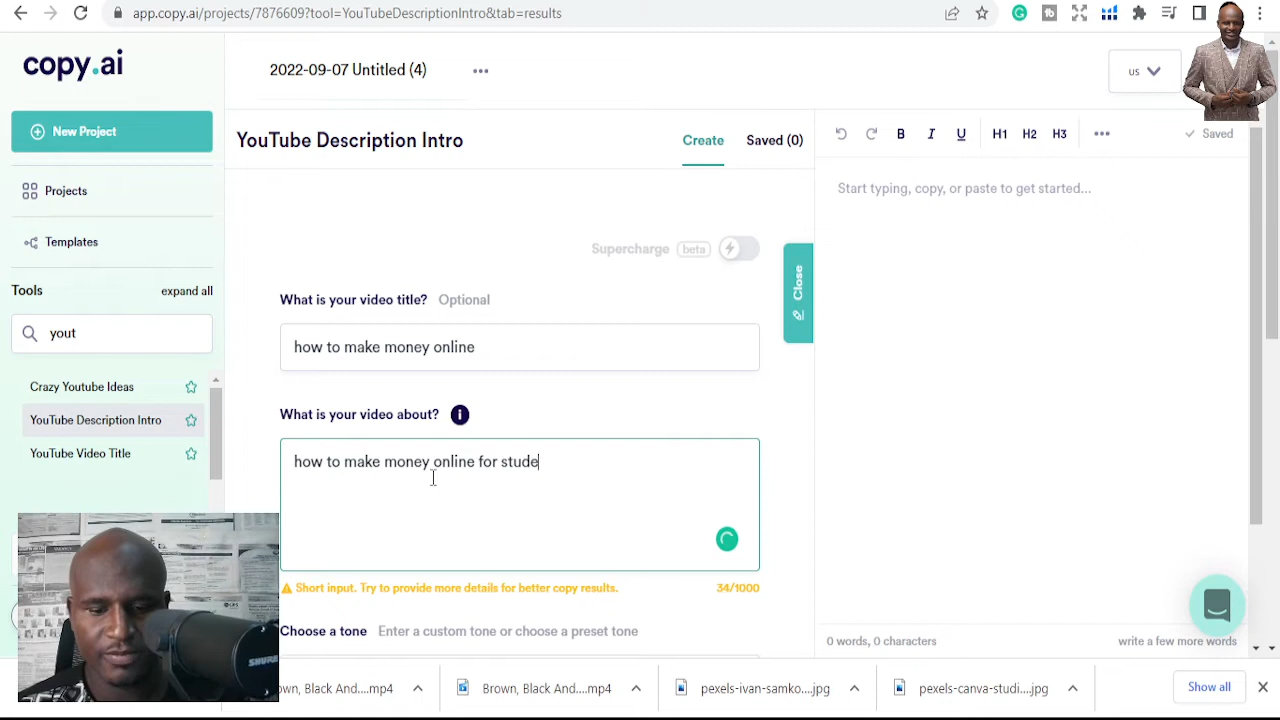 app.copy.ai/projects/7876609?tool=YouTubeDescriptionIntro&tab=results
copy.ai
2022-09-07 Untitled (4)
us
New Project
YouTube Description Intro
Create
Saved (0)
B I U H1 H2 H3
Saved
Projects
Start typing, copy, or paste to get started...
Templates
Supercharge beta
Tools
expand all
What is your video title? Optional
Close
yout
how to make money online
Crazy Youtube Ideas
YouTube Description Intro
What is your video about?
YouTube Video Title
how to make money online for stude
Short input. Try to provide more details for better copy results.
34/1000
Choose a tone Enter a custom tone or choose a preset tone
0 words, 0 characters
write a few more words
SHURE
own, Black And....mp4
Brown, Black And....mp4
pexels-ivan-samko....jpg
pexels-canva-studi....jpg
Show all